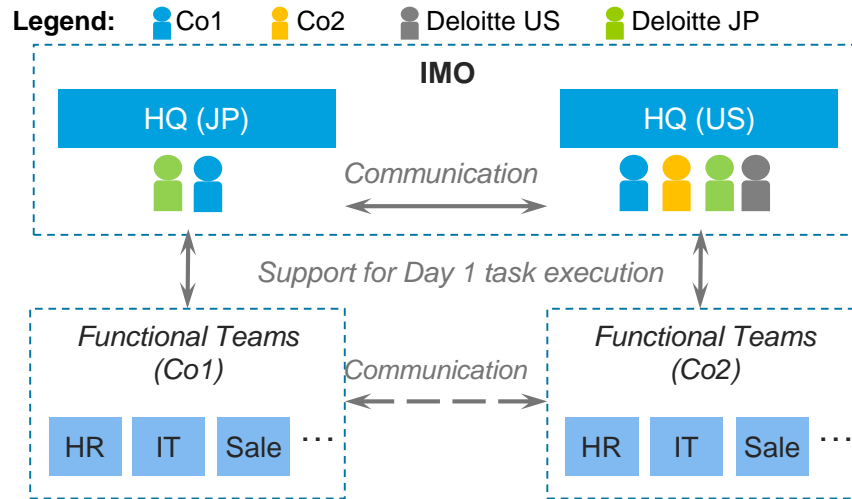 Legend: Co1 Co2 Deloitte US Deloitte JP
IMO
HQ (JP) HQ (US)
Communication
Support for Day 1 task execution
Functional Teams
(Co1)
Communication
Functional Teams
(Co2)
HR IT Sale ...
HR IT Sale ...